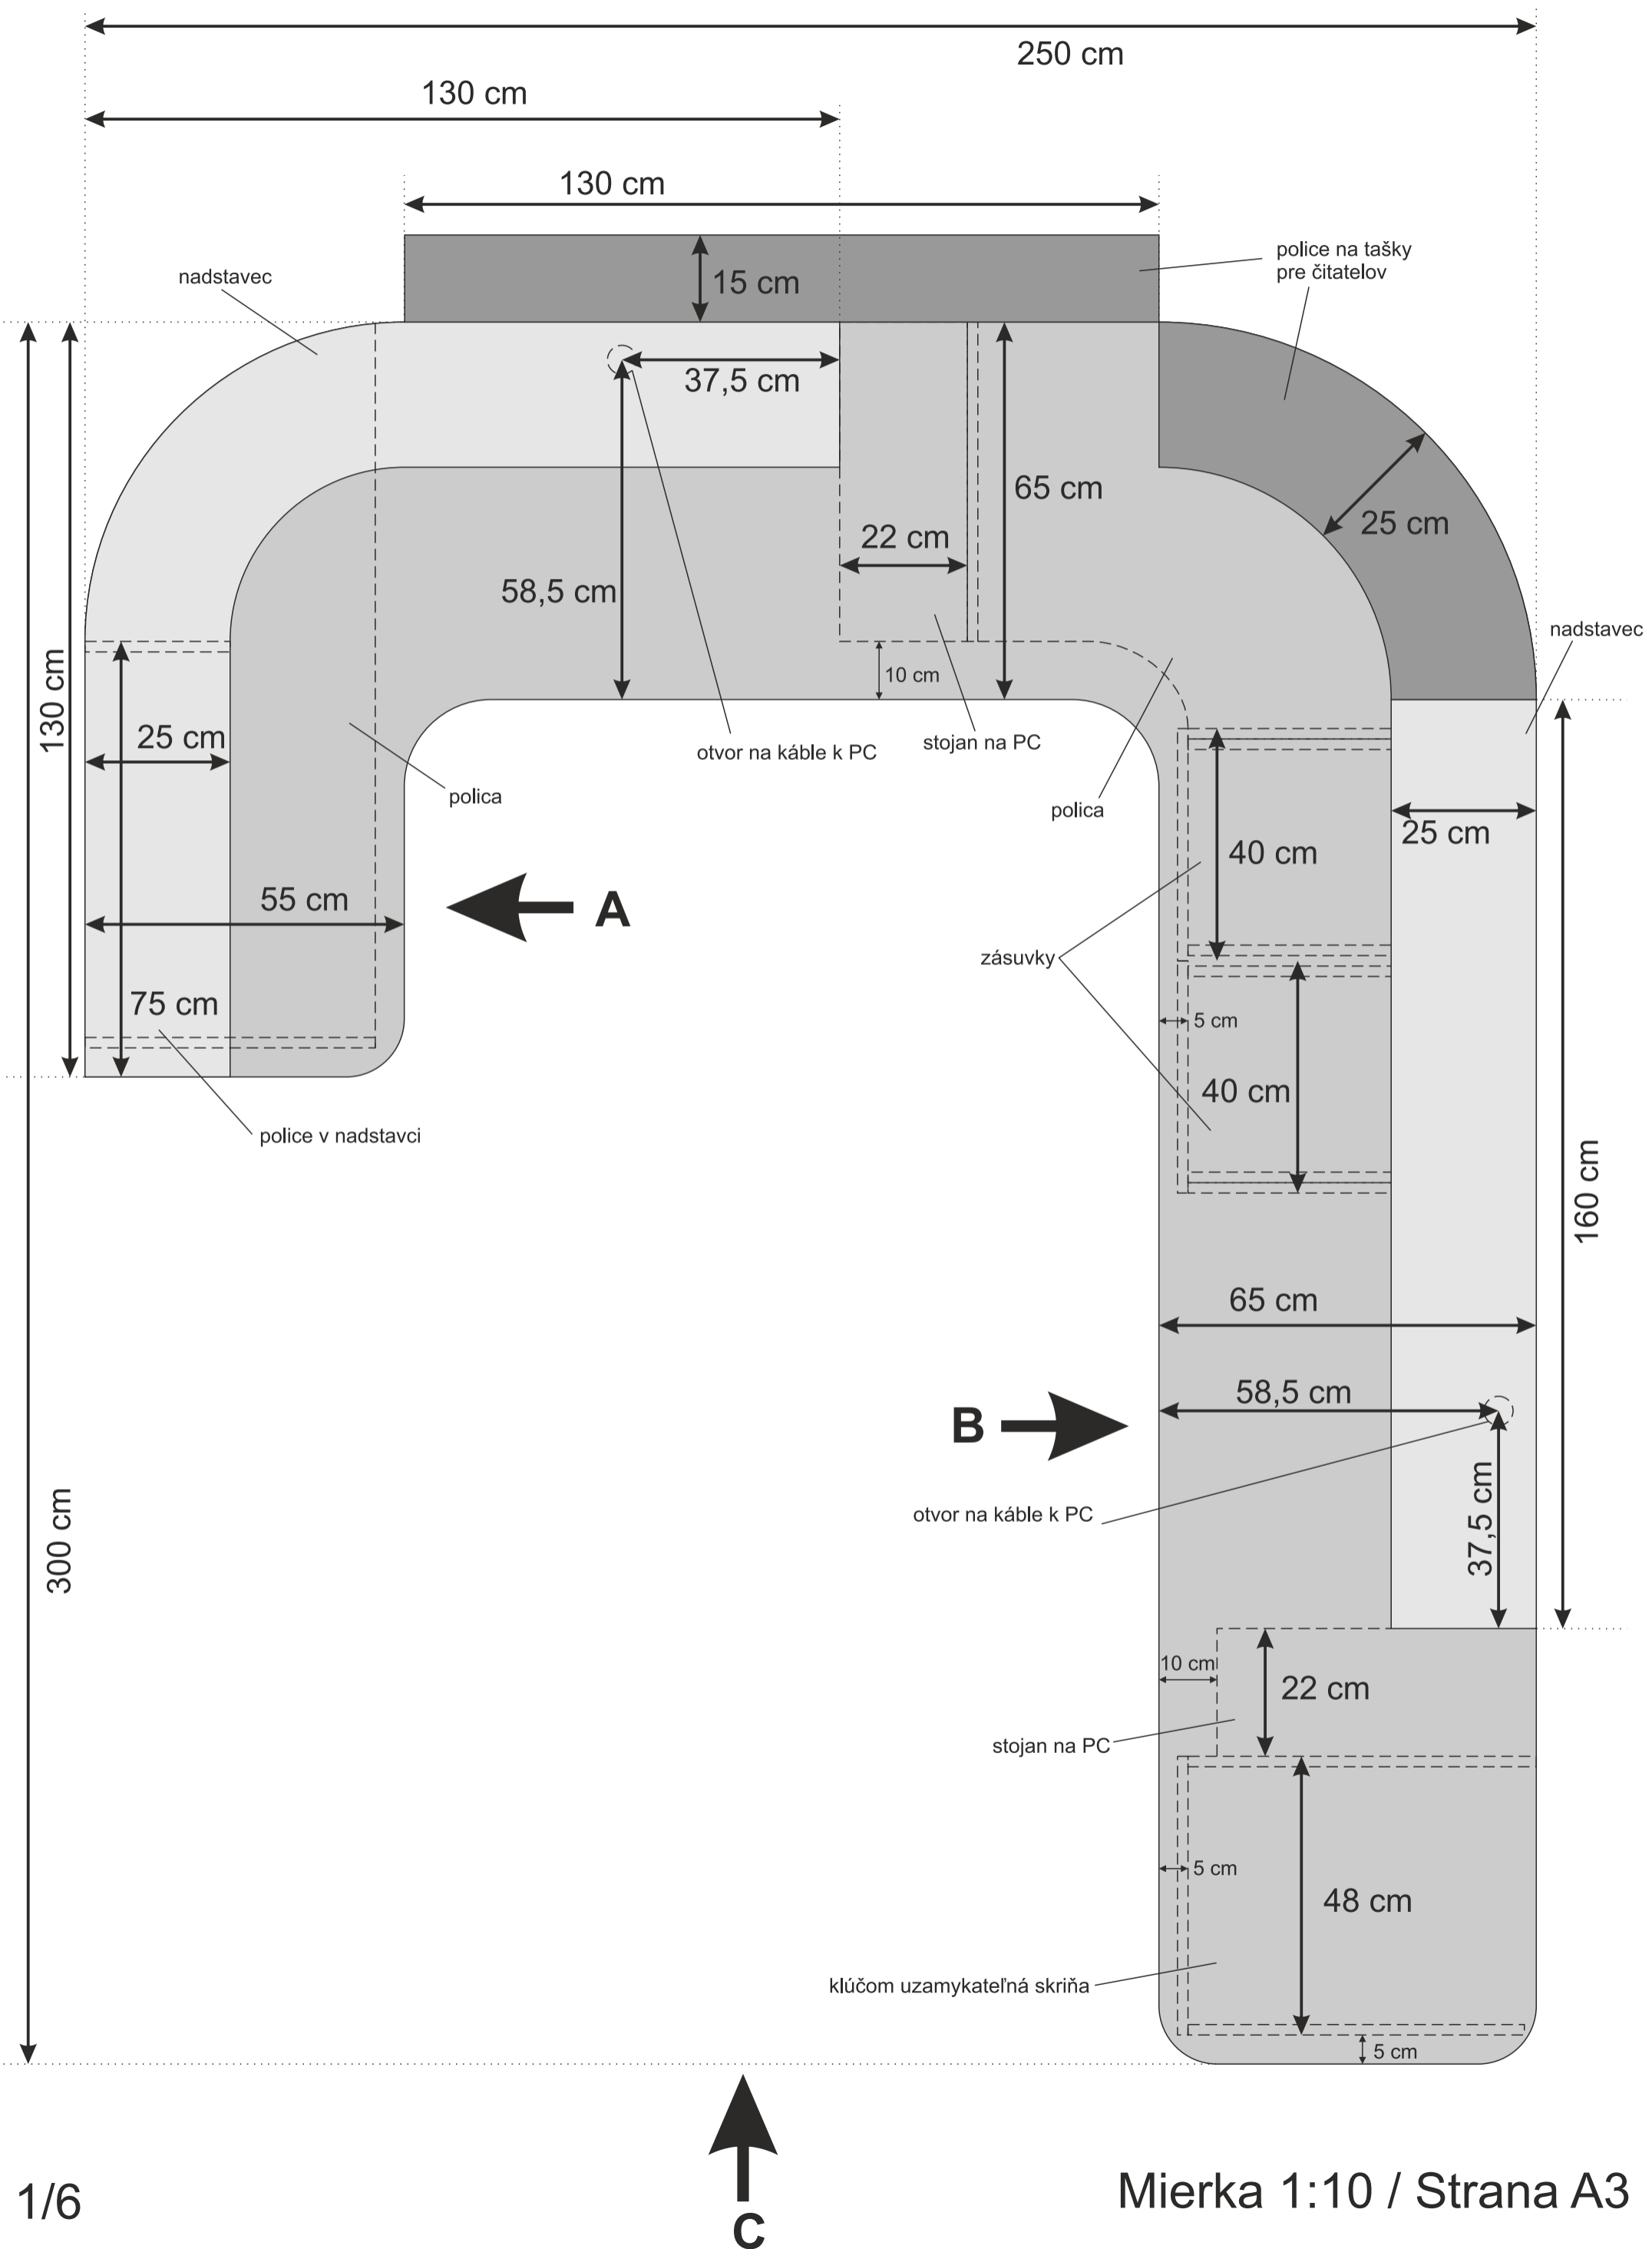 250 cm
130 cm
130 cm
15 cm
police na tašky
pre čitatelov
nadstavec
37,5 cm
65 cm
25 cm
22 cm
58,5 cm
nadstavec
10 cm
130 cm
25 cm
otvor na káble k PC
stojan na PC
polica
polica
25 cm
40 cm
55 cm
A
zásuvky
75 cm
5 cm
40 cm
police v nadstavci
160 cm
65 cm
58,5 cm
B
37,5 cm
otvor na káble k PC
300 cm
10 cm
22 cm
stojan na PC
5 cm
48 cm
klúčom uzamykateľná skriňa
5 cm
1/6
C
Mierka 1:10 / Strana A3